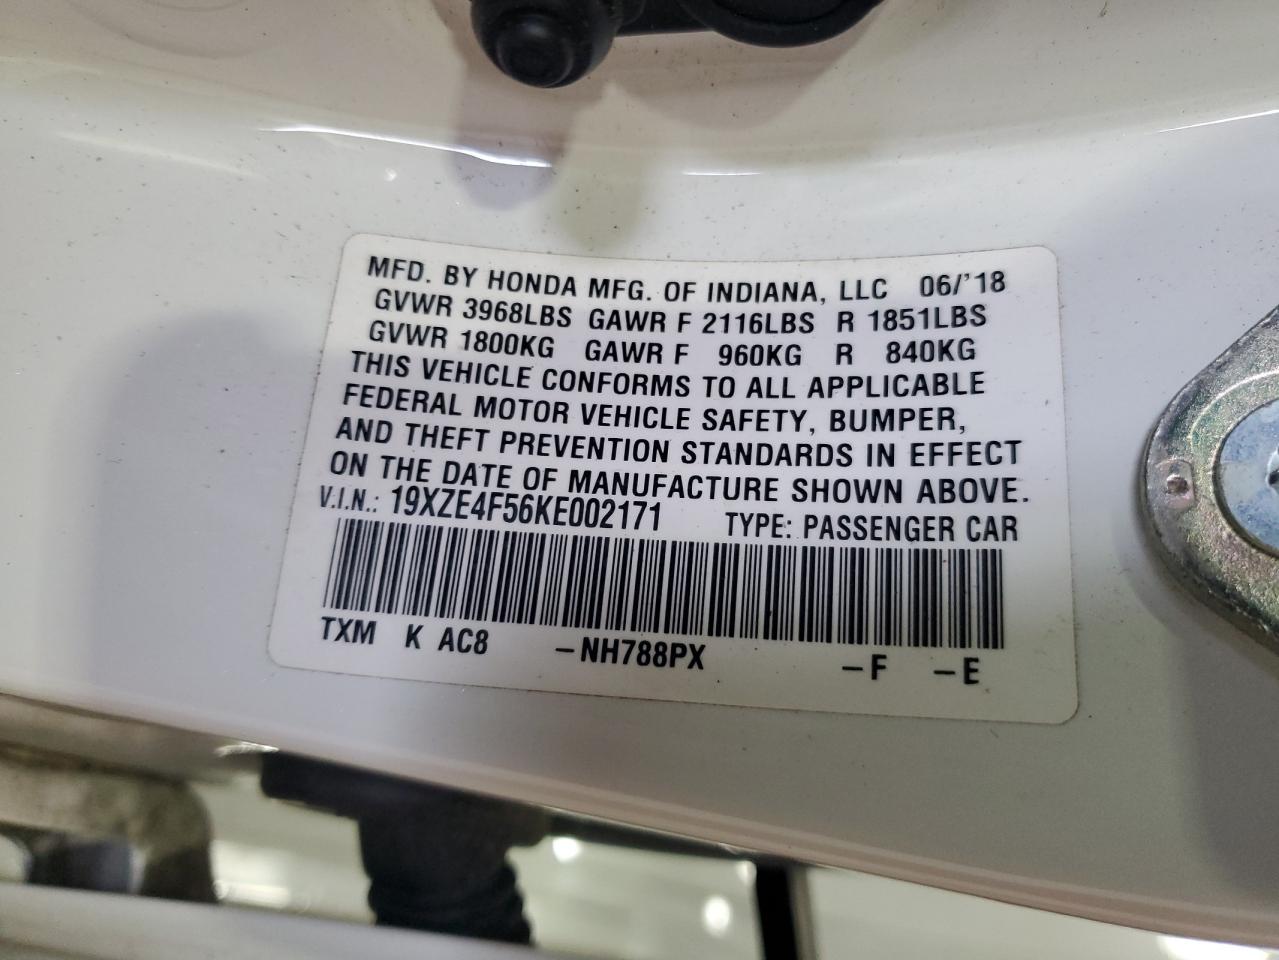 MFD. BY HONDA MFG. OF INDIANA, LLC 06/'18
GVWR 3968LBS GAWR F 2116LBS R 1851LBS
GVWR 1800KG GAWR F 960KG R 840KG
THIS VEHICLE CONFORMS TO ALL APPLICABLE
FEDERAL MOTOR VEHICLE SAFETY, BUMPER,
AND THEFT PREVENTION STANDARDS IN EFFECT
ON THE DATE OF MANUFACTURE SHOWN ABOVE.
V.I.N.: 19XZE4F56KE002171 TYPE: PASSENGER CAR
TXM K AC8 –NH788PX –F –E